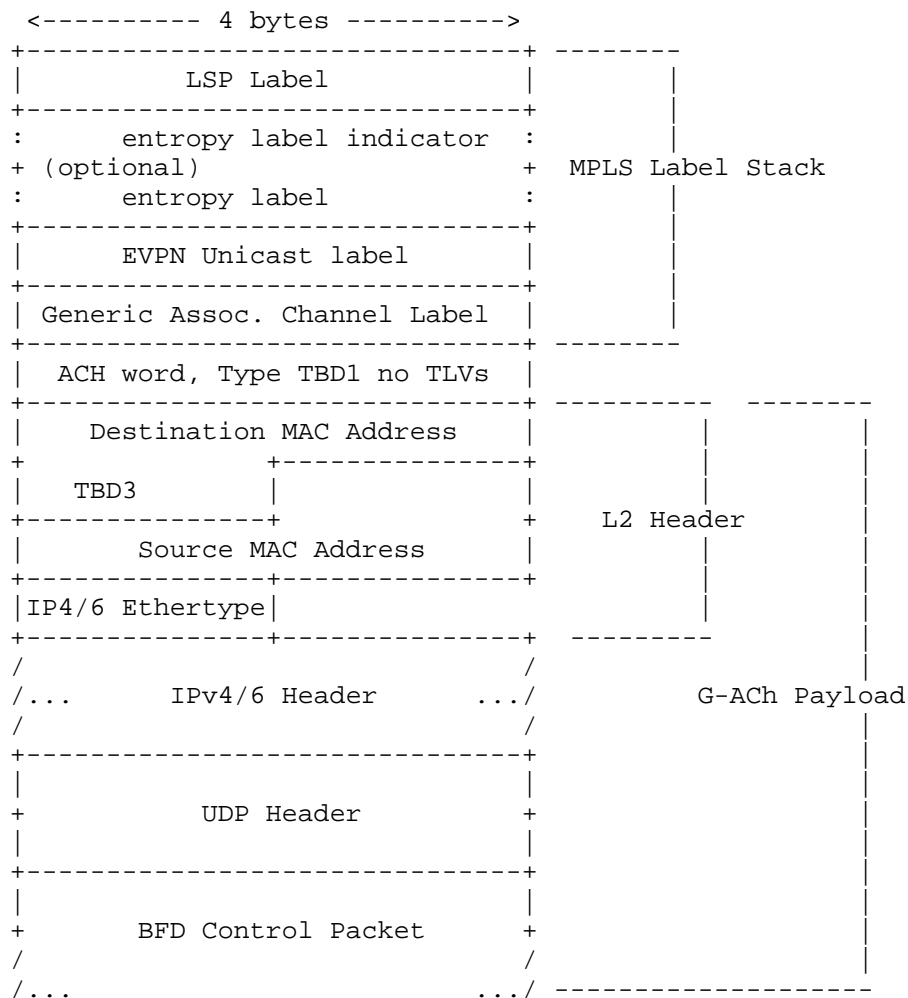 <---------- 4 bytes ---------->
LSP Label
entropy label indicator
(optional) MPLS Label Stack
entropy label
EVPN Unicast label
Generic Assoc. Channel Label
ACH word, Type TBD1 no TLVs
Destination MAC Address
TBD3
L2 Header
Source MAC Address
IP4/6 Ethertype
/... IPv4/6 Header .../ G-ACh Payload
UDP Header
BFD Control Packet
/... .../